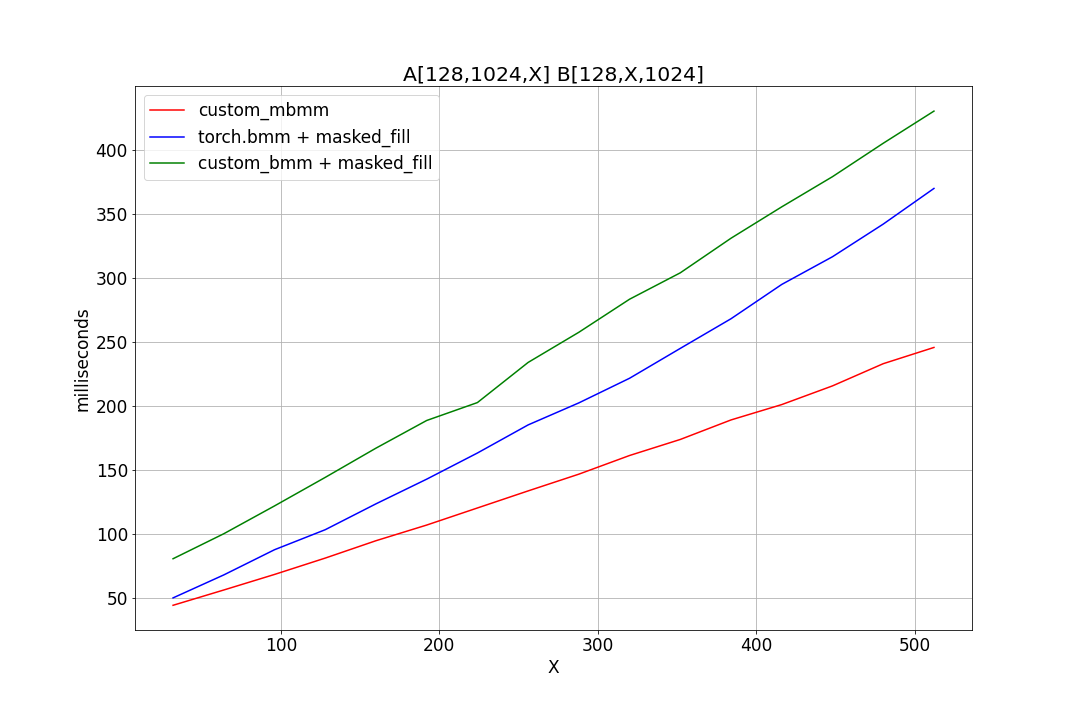 A[128,1024,X] B[128,X,1024]
custom_mbmm
torch.bmm + masked_fill
custom_bmm + masked_fill
400
350
300
250
200
150
100
50
milliseconds
100
200
300
400
500
X